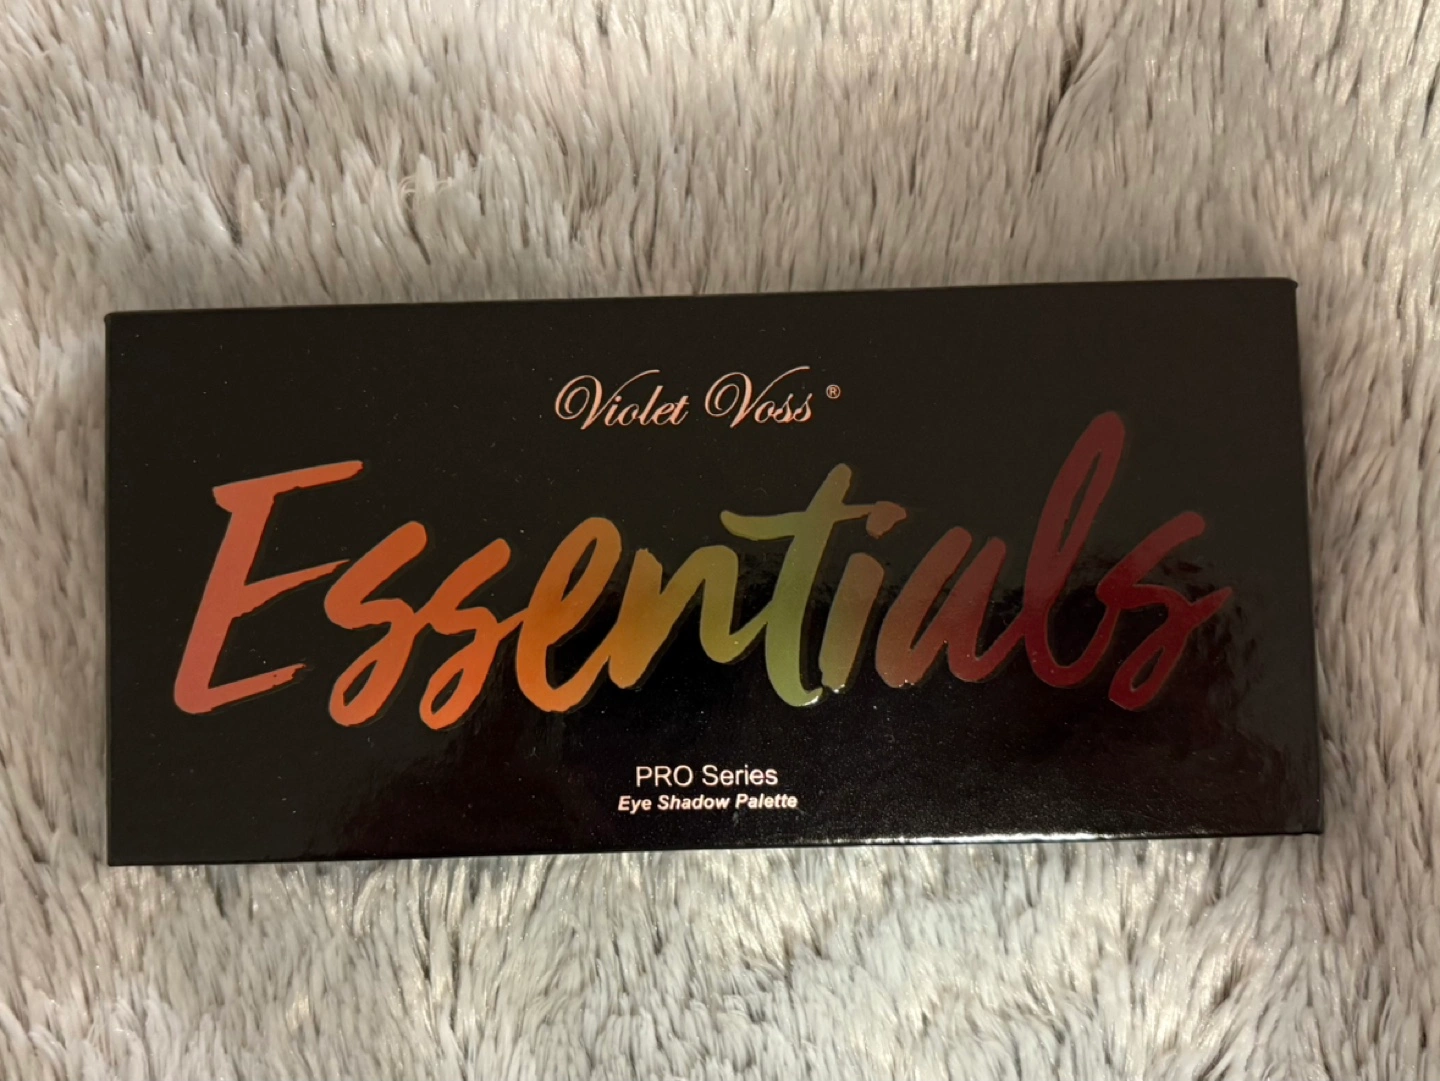 Violet Voss®
Essentials
PRO Series
Eye Shadow Palette